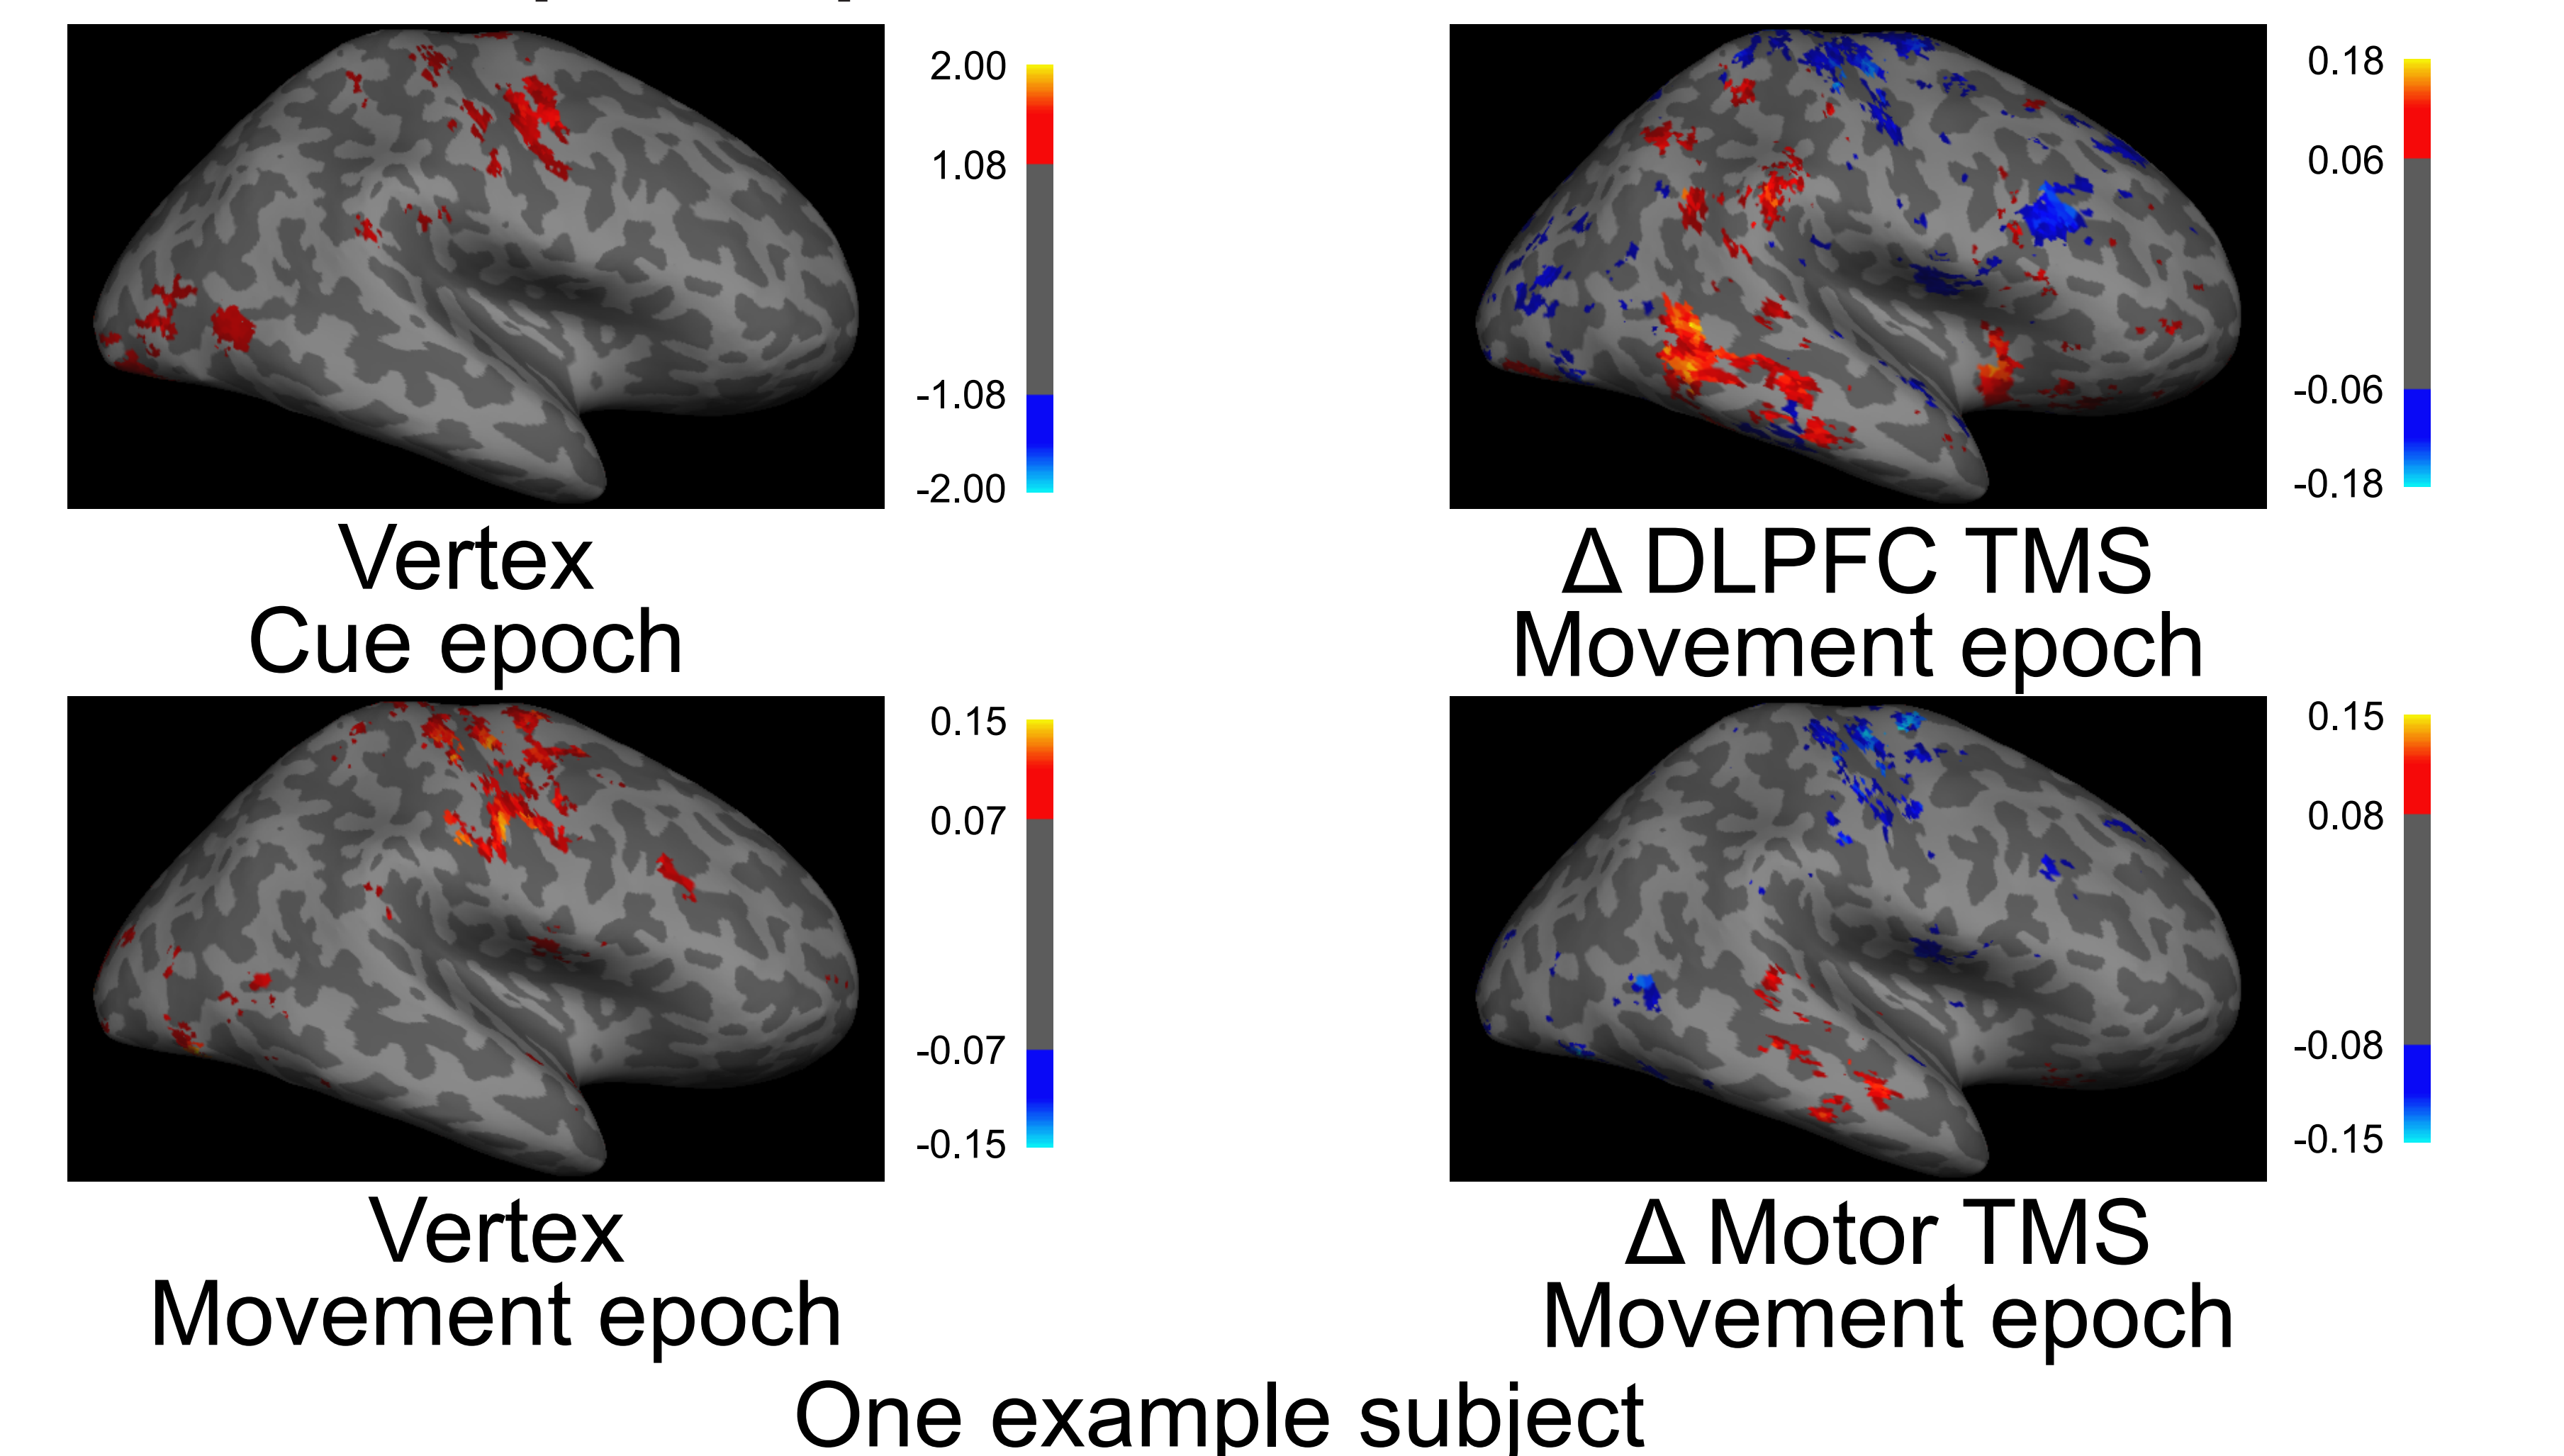 2.00
1.08
-1.08
-2.00
Vertex
Cue epoch
0.18
0.06
-0.06
-0.18
Δ DLPFC TMS
Movement epoch
0.15
0.07
-0.07
-0.15
Vertex
Movement epoch
0.15
0.08
-0.08
-0.15
Δ Motor TMS
Movement epoch
One example subject